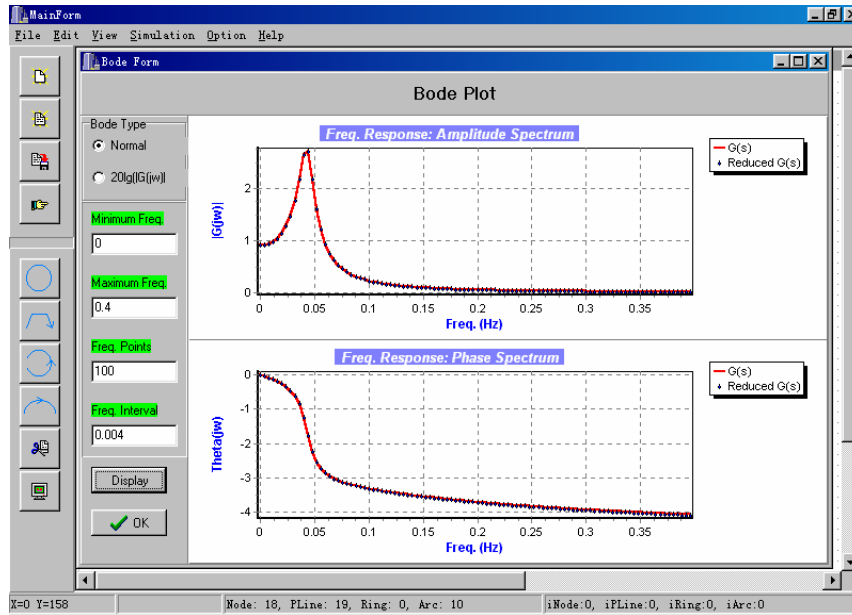 MainForm
File Edit View Simulation Option Help
Bode Form
Bode Plot
Bode Type
Normal
20lg(|G(jw)|
Minimum Freq.
0
Maximum Freq.
0.4
Freq. Points
100
Freq. Interval
0.004
Display
OK
Freq. Response: Amplitude Spectrum
|G(jw)|
2
1
0
0 0.05 0.1 0.15 0.2 0.25 0.3 0.35
Freq. (Hz)
G(s)
Reduced G(s)
Freq. Response: Phase Spectrum
Theta(jw)
0
-1
-2
-3
-4
0 0.05 0.1 0.15 0.2 0.25 0.3 0.35
Freq. (Hz)
G(s)
Reduced G(s)
X=0 Y=158 Node: 18, PLine: 19, Ring: 0, Arc: 10 iNode:0, iPLine:0, iRing:0, iArc:0